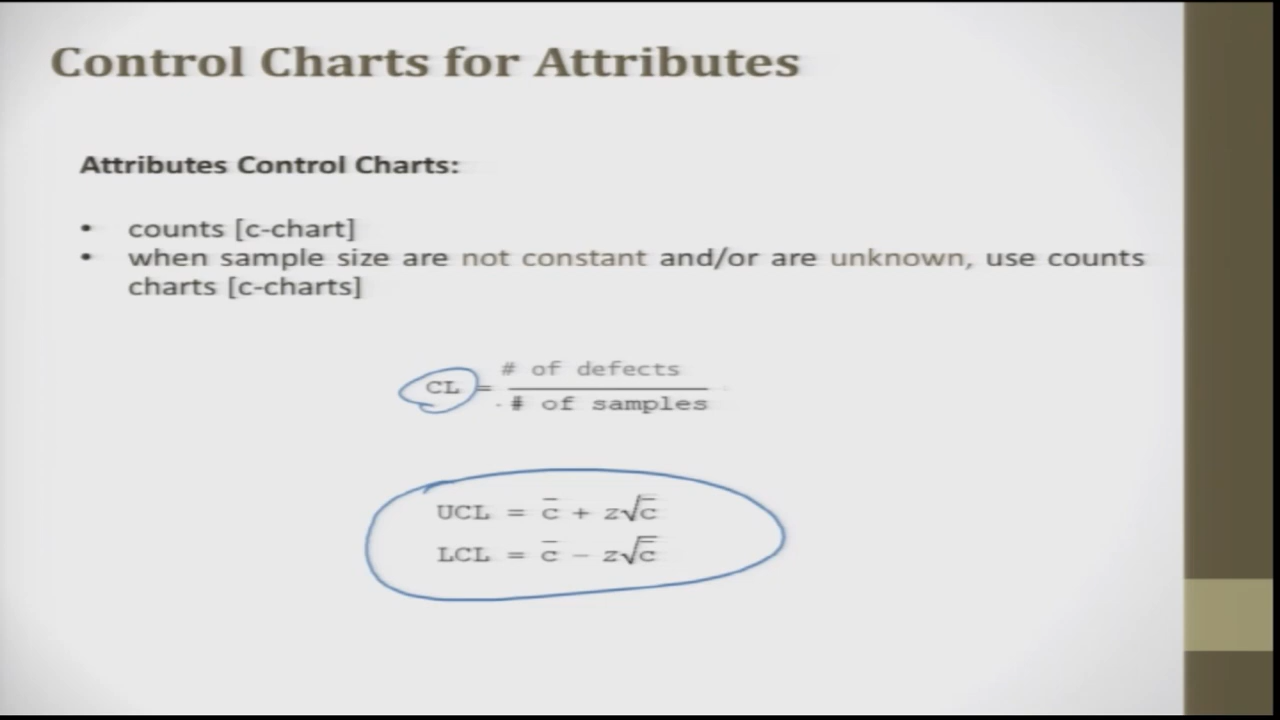 Control Charts for Attributes
Attributes Control Charts:
• counts [c-chart]
• when sample size are not constant and/or are unknown, use counts
charts [c-charts]
CL = # of defects
# of samples
UCL = c̅ + z√c̅
LCL = c̅ − z√c̅